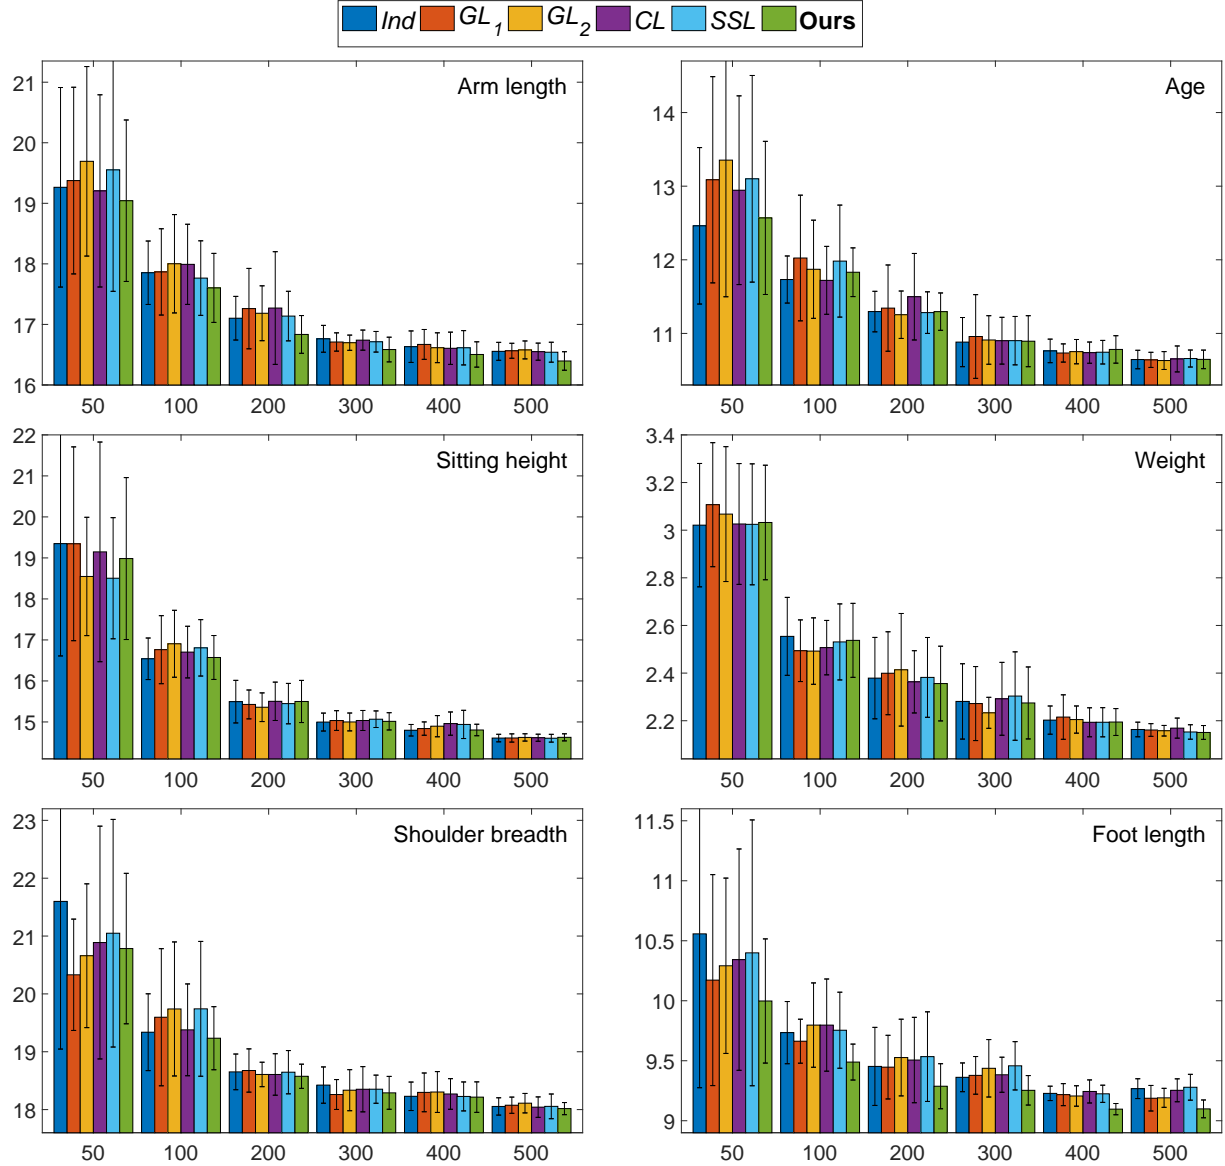 Ind GL1 GL2 CL SSL Ours
Arm length
21
20
19
18
17
16
50 100 200 300 400 500
Age
14
13
12
11
50 100 200 300 400 500
Sitting height
22
21
20
19
18
17
16
15
50 100 200 300 400 500
Weight
3.4
3.2
3
2.8
2.6
2.4
2.2
50 100 200 300 400 500
Shoulder breadth
23
22
21
20
19
18
50 100 200 300 400 500
Foot length
11.5
11
10.5
10
9.5
9
50 100 200 300 400 500